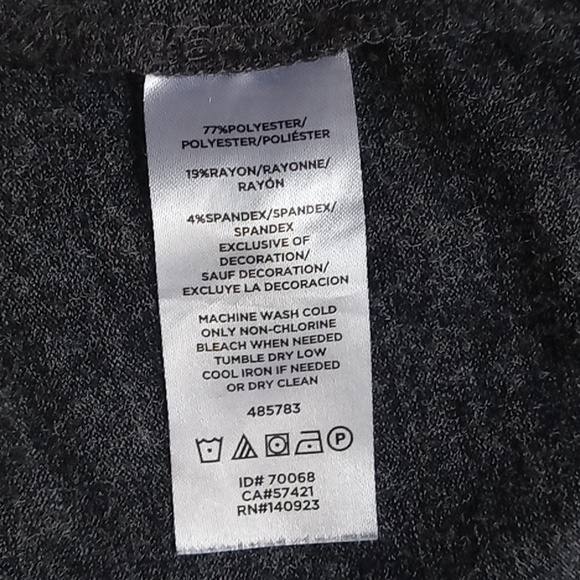 77%POLYESTER/
POLYESTER/POLIÉSTER
19%RAYON/RAYONNE/
RAYÓN
4%SPANDEX/SPANDEX/
SPANDEX
EXCLUSIVE OF
DECORATION/
SAUF DECORATION/
EXCLUYE LA DECORACION
MACHINE WASH COLD
ONLY NON-CHLORINE
BLEACH WHEN NEEDED
TUMBLE DRY LOW
COOL IRON IF NEEDED
OR DRY CLEAN
485783
P
ID# 70068
CA#57421
RN#140923